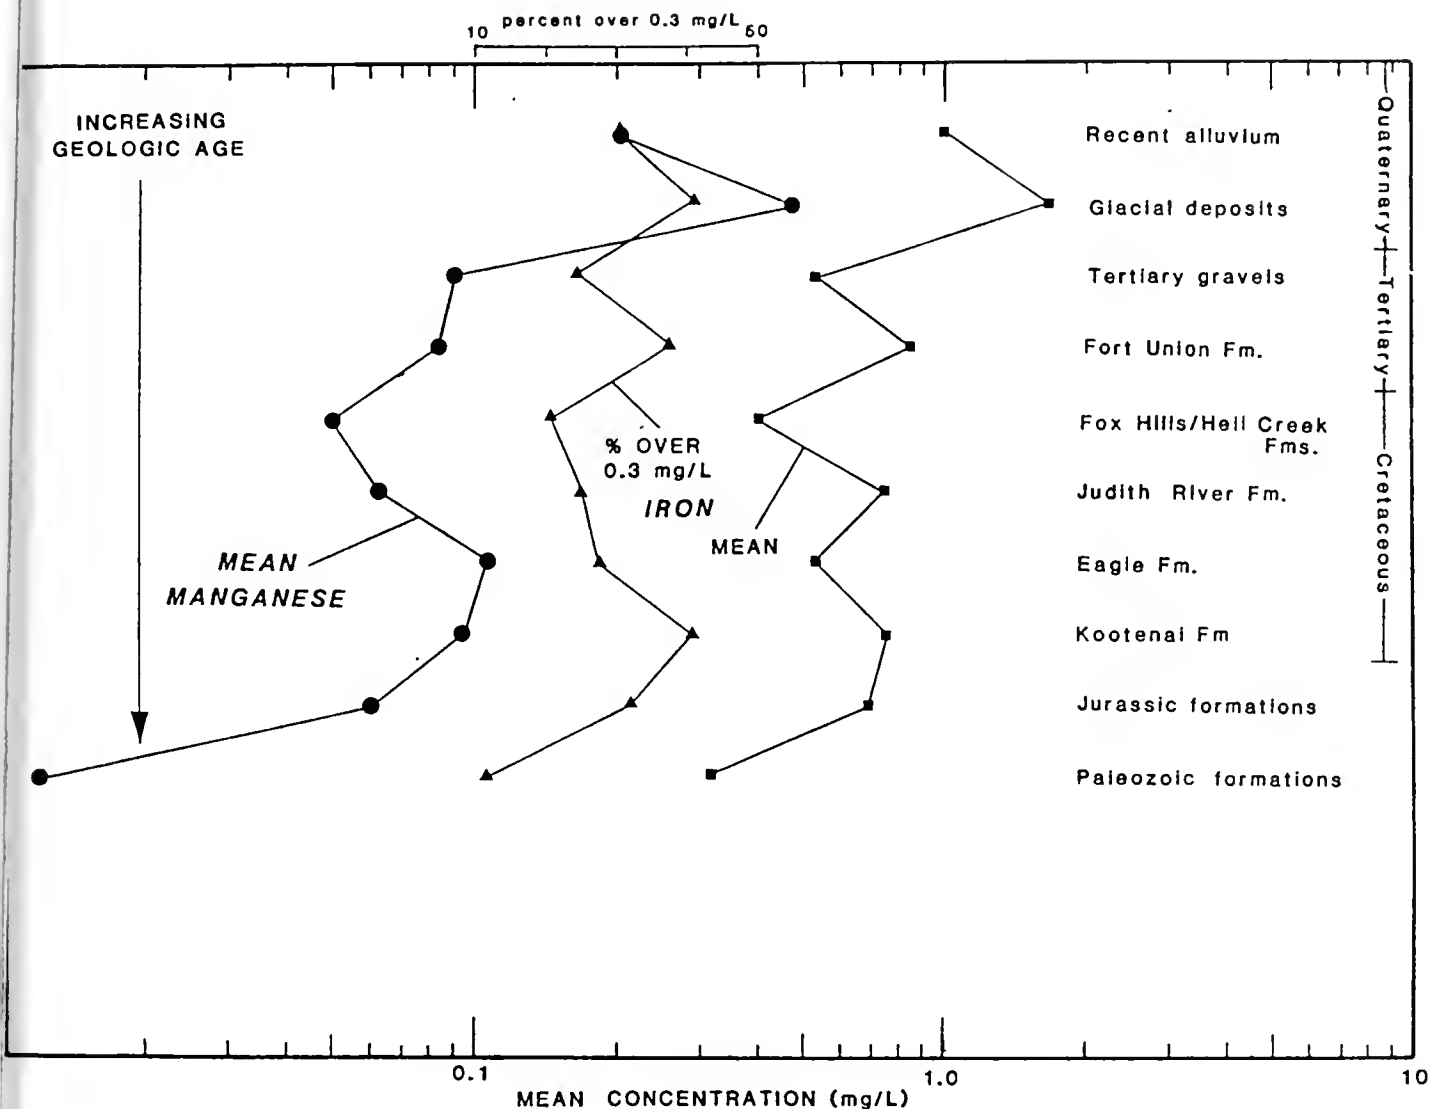 percent over 0.3 mg/L
10 50
INCREASING
GEOLOGIC AGE
Recent alluvium
Glacial deposits
Tertiary gravels
Fort Union Fm.
Fox Hills/Hell Creek
Fms.
Judith River Fm.
Eagle Fm.
Kootenai Fm
Jurassic formations
Paleozoic formations
Quaternary
Tertiary
Cretaceous
% OVER
0.3 mg/L
IRON
MEAN
MEAN
MANGANESE
0.1 1.0 10
MEAN CONCENTRATION (mg/L)